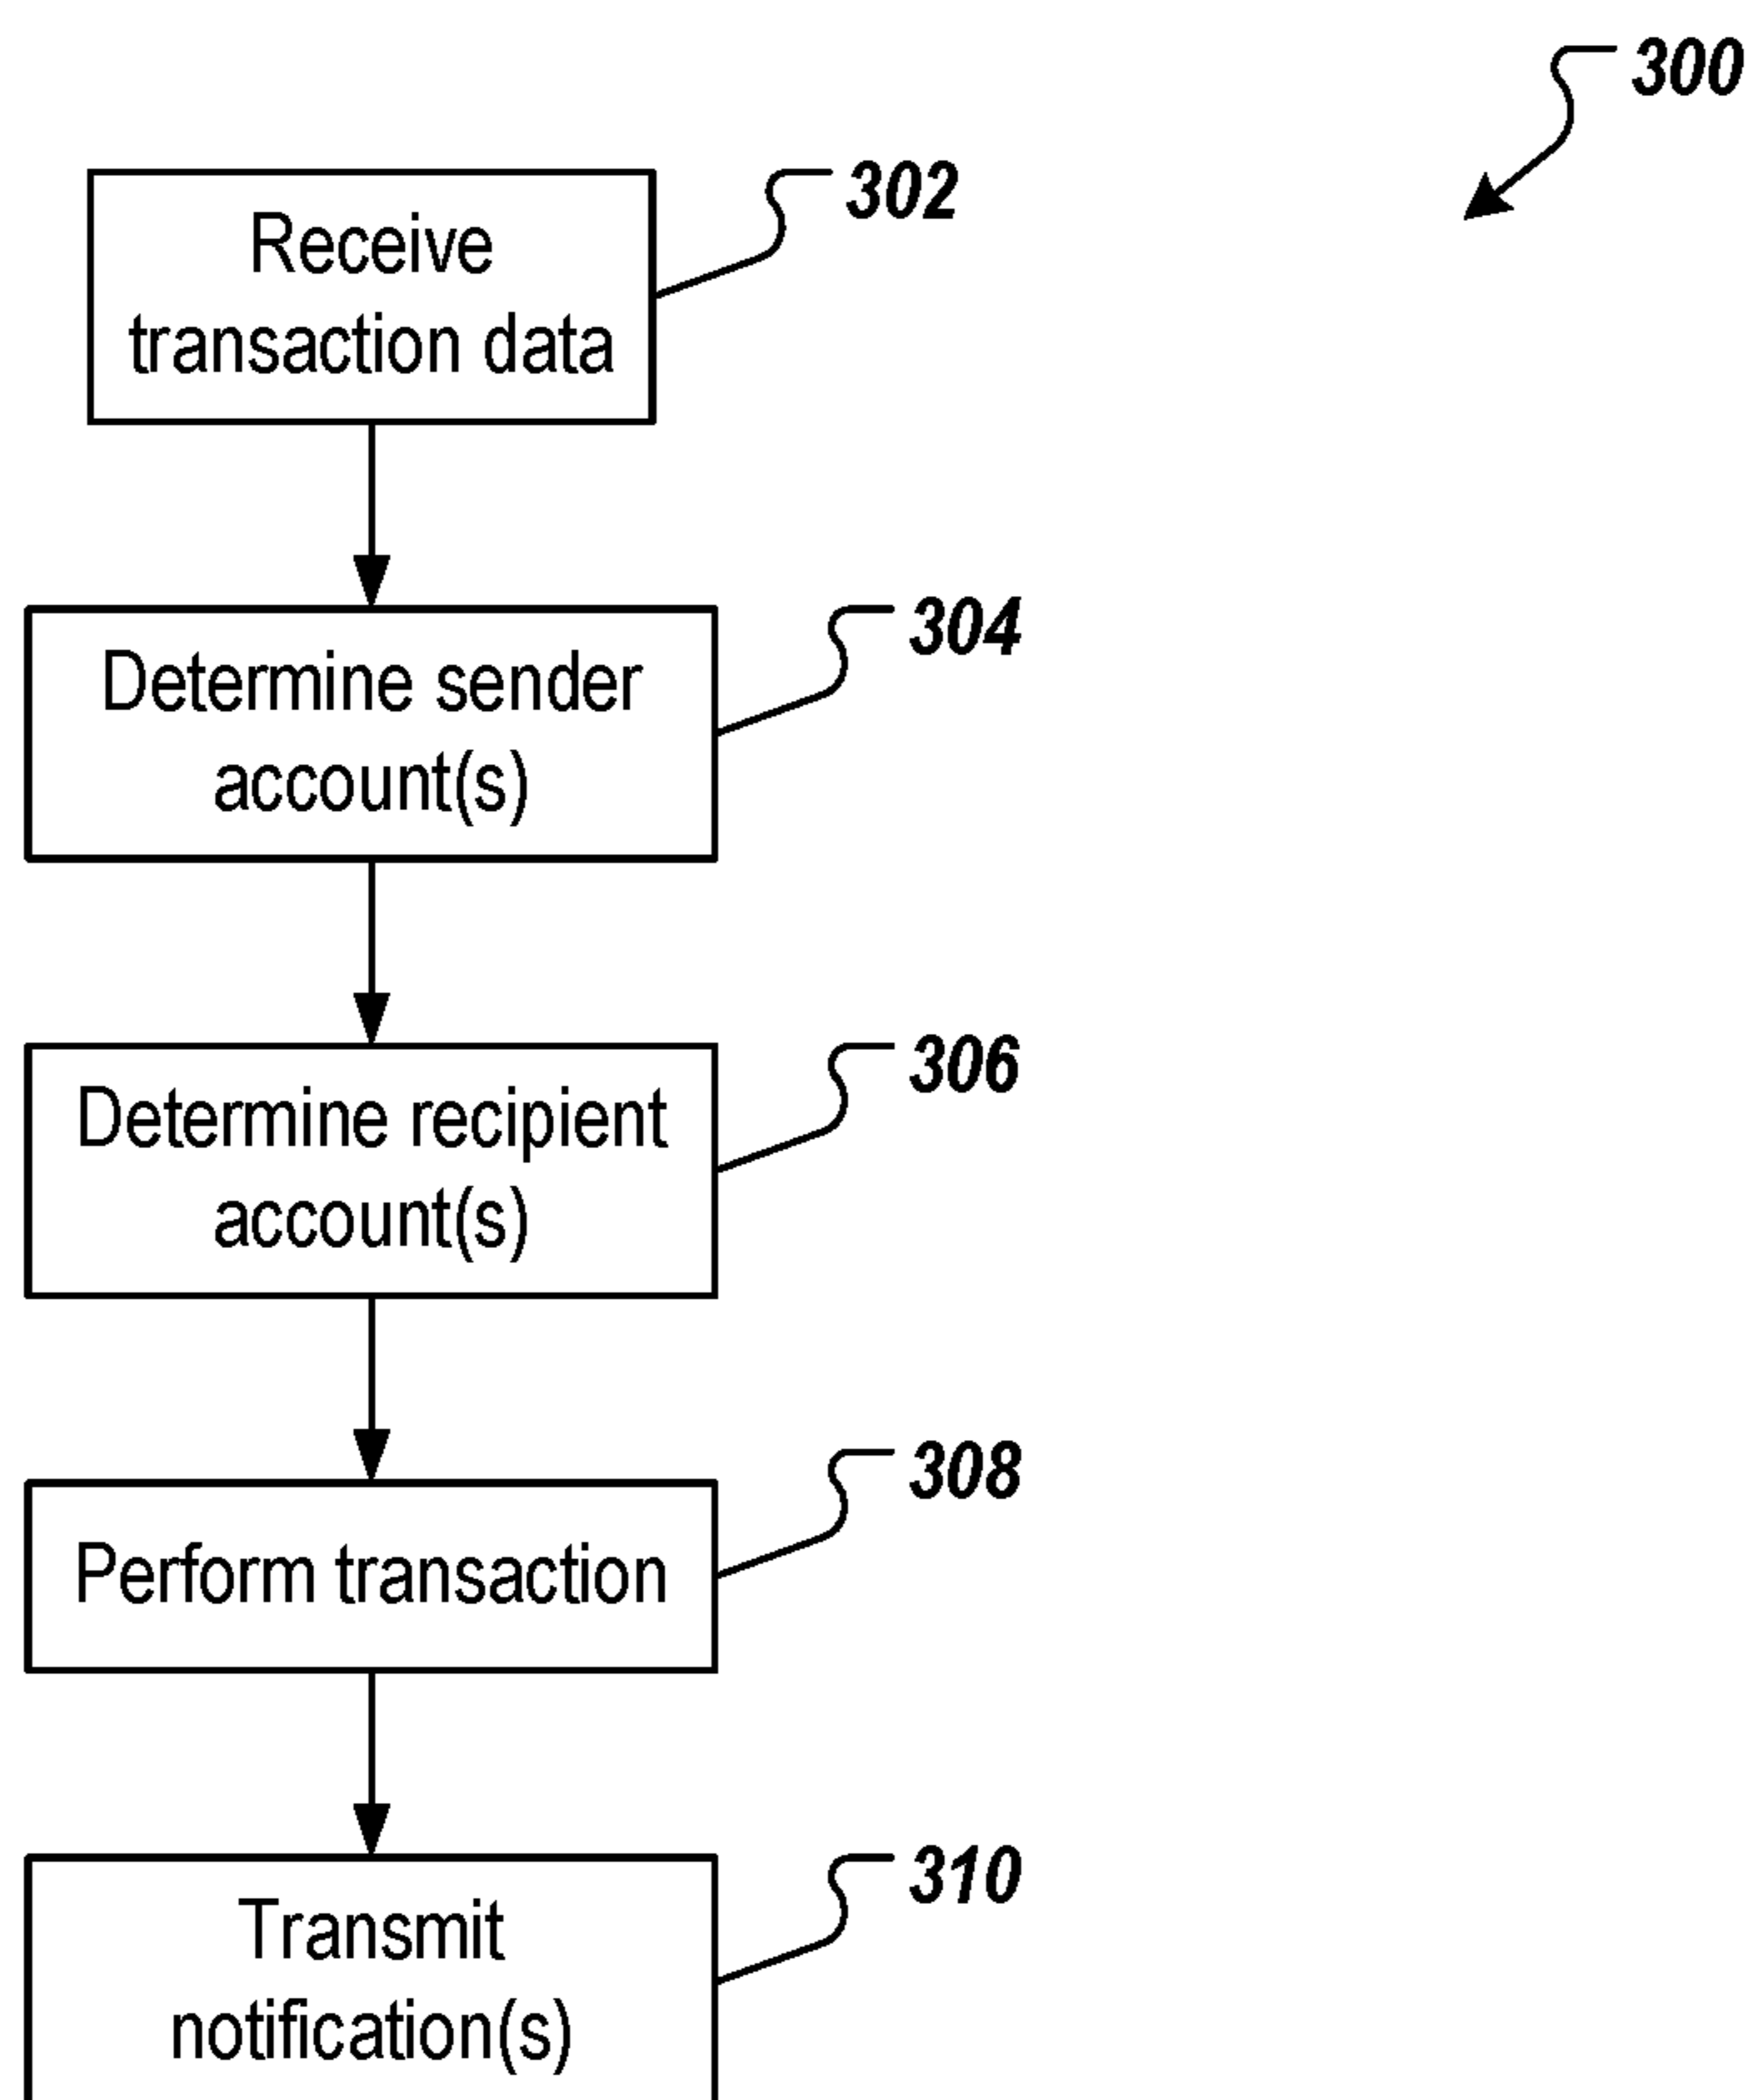 300
302
Receive
transaction data
304
Determine sender
account(s)
306
Determine recipient
account(s)
308
Perform transaction
310
Transmit
notification(s)